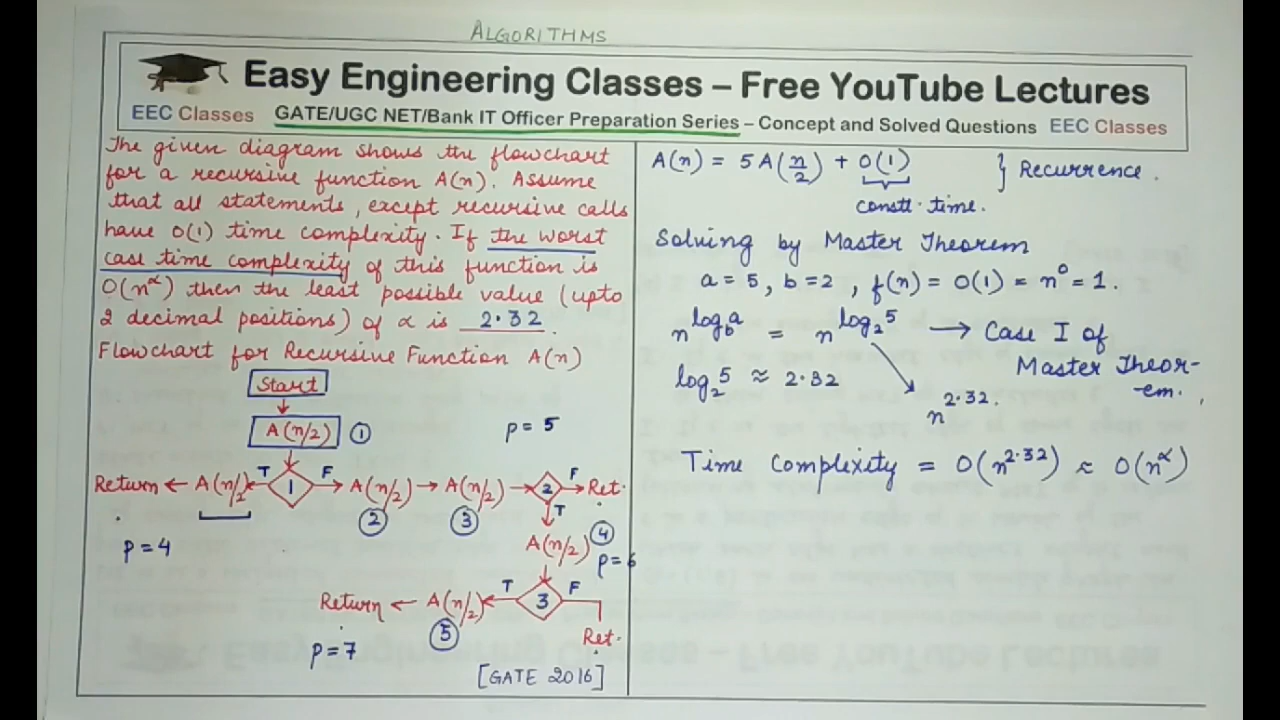 ALGORITHMS
Easy Engineering Classes – Free YouTube Lectures
EEC Classes GATE/UGC NET/Bank IT Officer Preparation Series – Concept and Solved Questions EEC Classes
The given diagram shows the flowchart
for a recursive function A(n). Assume
that all statements, except recursive calls
have O(1) time complexity. If the worst
case time complexity of this function is
O(n^α) then the least possible value (upto
2 decimal positions) of α is 2.32.
Flowchart for Recursive Function A(n)
Start
A(n/2) ①
p = 5
Return ← A(n/2) ← T 1 F → A(n/2) → A(n/2) → 2 F → Ret.
② ③
T
p = 4
A(n/2) ④
p = 6
Return ← A(n/2) ← T 3 F
⑤
Ret.
p = 7
[GATE 2016]
A(n) = 5A(n/2) + O(1) } Recurrence.
constt. time.
Solving by Master Theorem
a = 5, b = 2, f(n) = O(1) = n^0 = 1.
n^log_b a = n^log_2 5 → Case I of
Master Theor-
em.
log_2 5 ≈ 2.32
n^2.32.
Time Complexity = O(n^2.32) ≈ O(n^α)